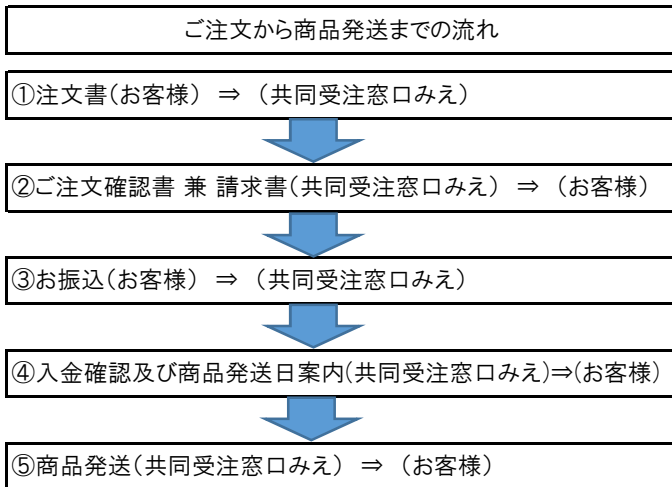 ご注文から商品発送までの流れ
①注文書(お客様) ⇒ (共同受注窓口みえ)
②ご注文確認書 兼 請求書(共同受注窓口みえ) ⇒ (お客様)
③お振込(お客様) ⇒ (共同受注窓口みえ)
④入金確認及び商品発送日案内(共同受注窓口みえ)⇒(お客様)
⑤商品発送(共同受注窓口みえ) ⇒ (お客様)